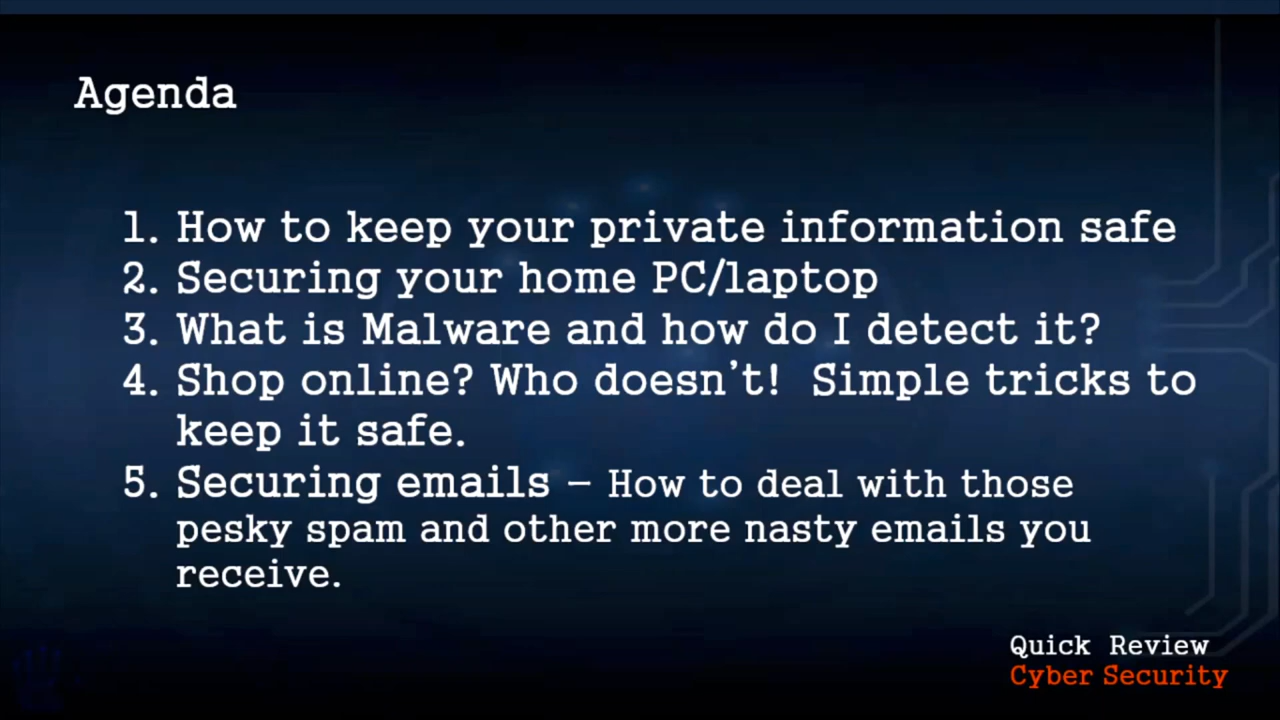 Agenda
1. How to keep your private information safe
2. Securing your home PC/laptop
3. What is Malware and how do I detect it?
4. Shop online? Who doesn't!  Simple tricks to
keep it safe.
5. Securing emails – How to deal with those
pesky spam and other more nasty emails you
receive.
Quick Review
Cyber Security